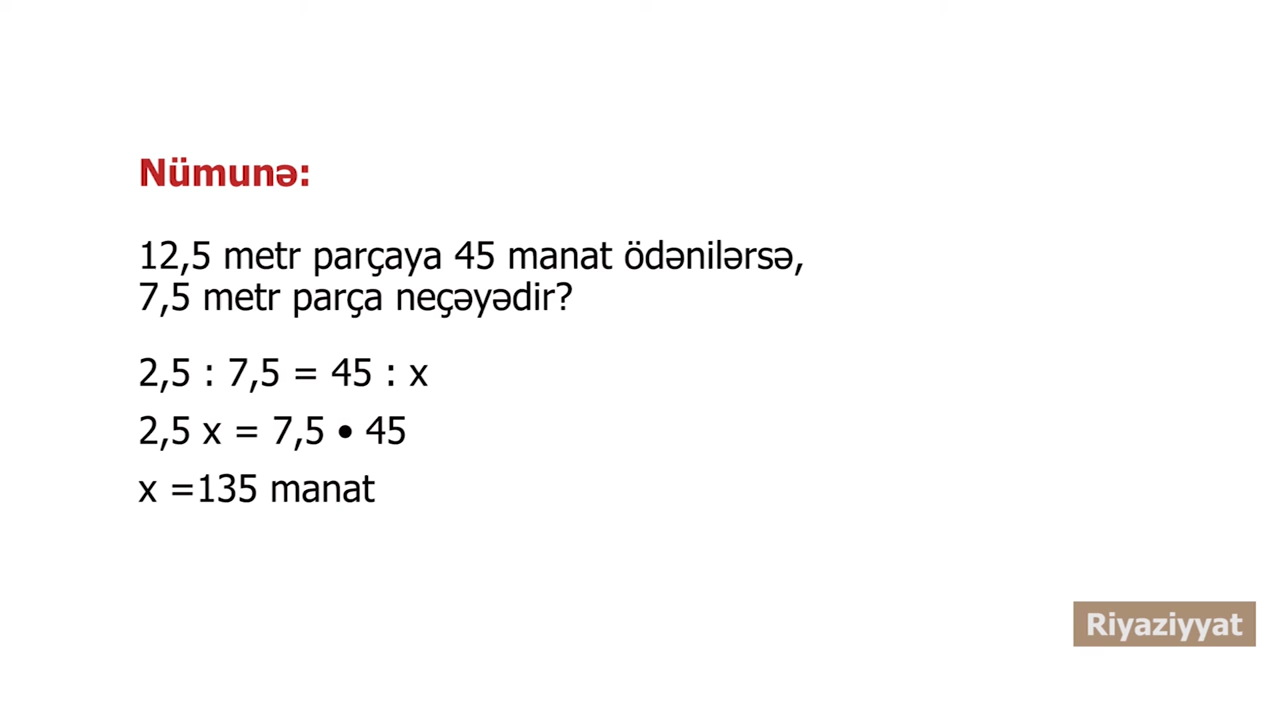 Nümunə:
12,5 metr parçaya 45 manat ödənilərsə,
7,5 metr parça neçəyədir?
2,5 : 7,5 = 45 : x
2,5 x = 7,5 • 45
x =135 manat
Riyaziyyat